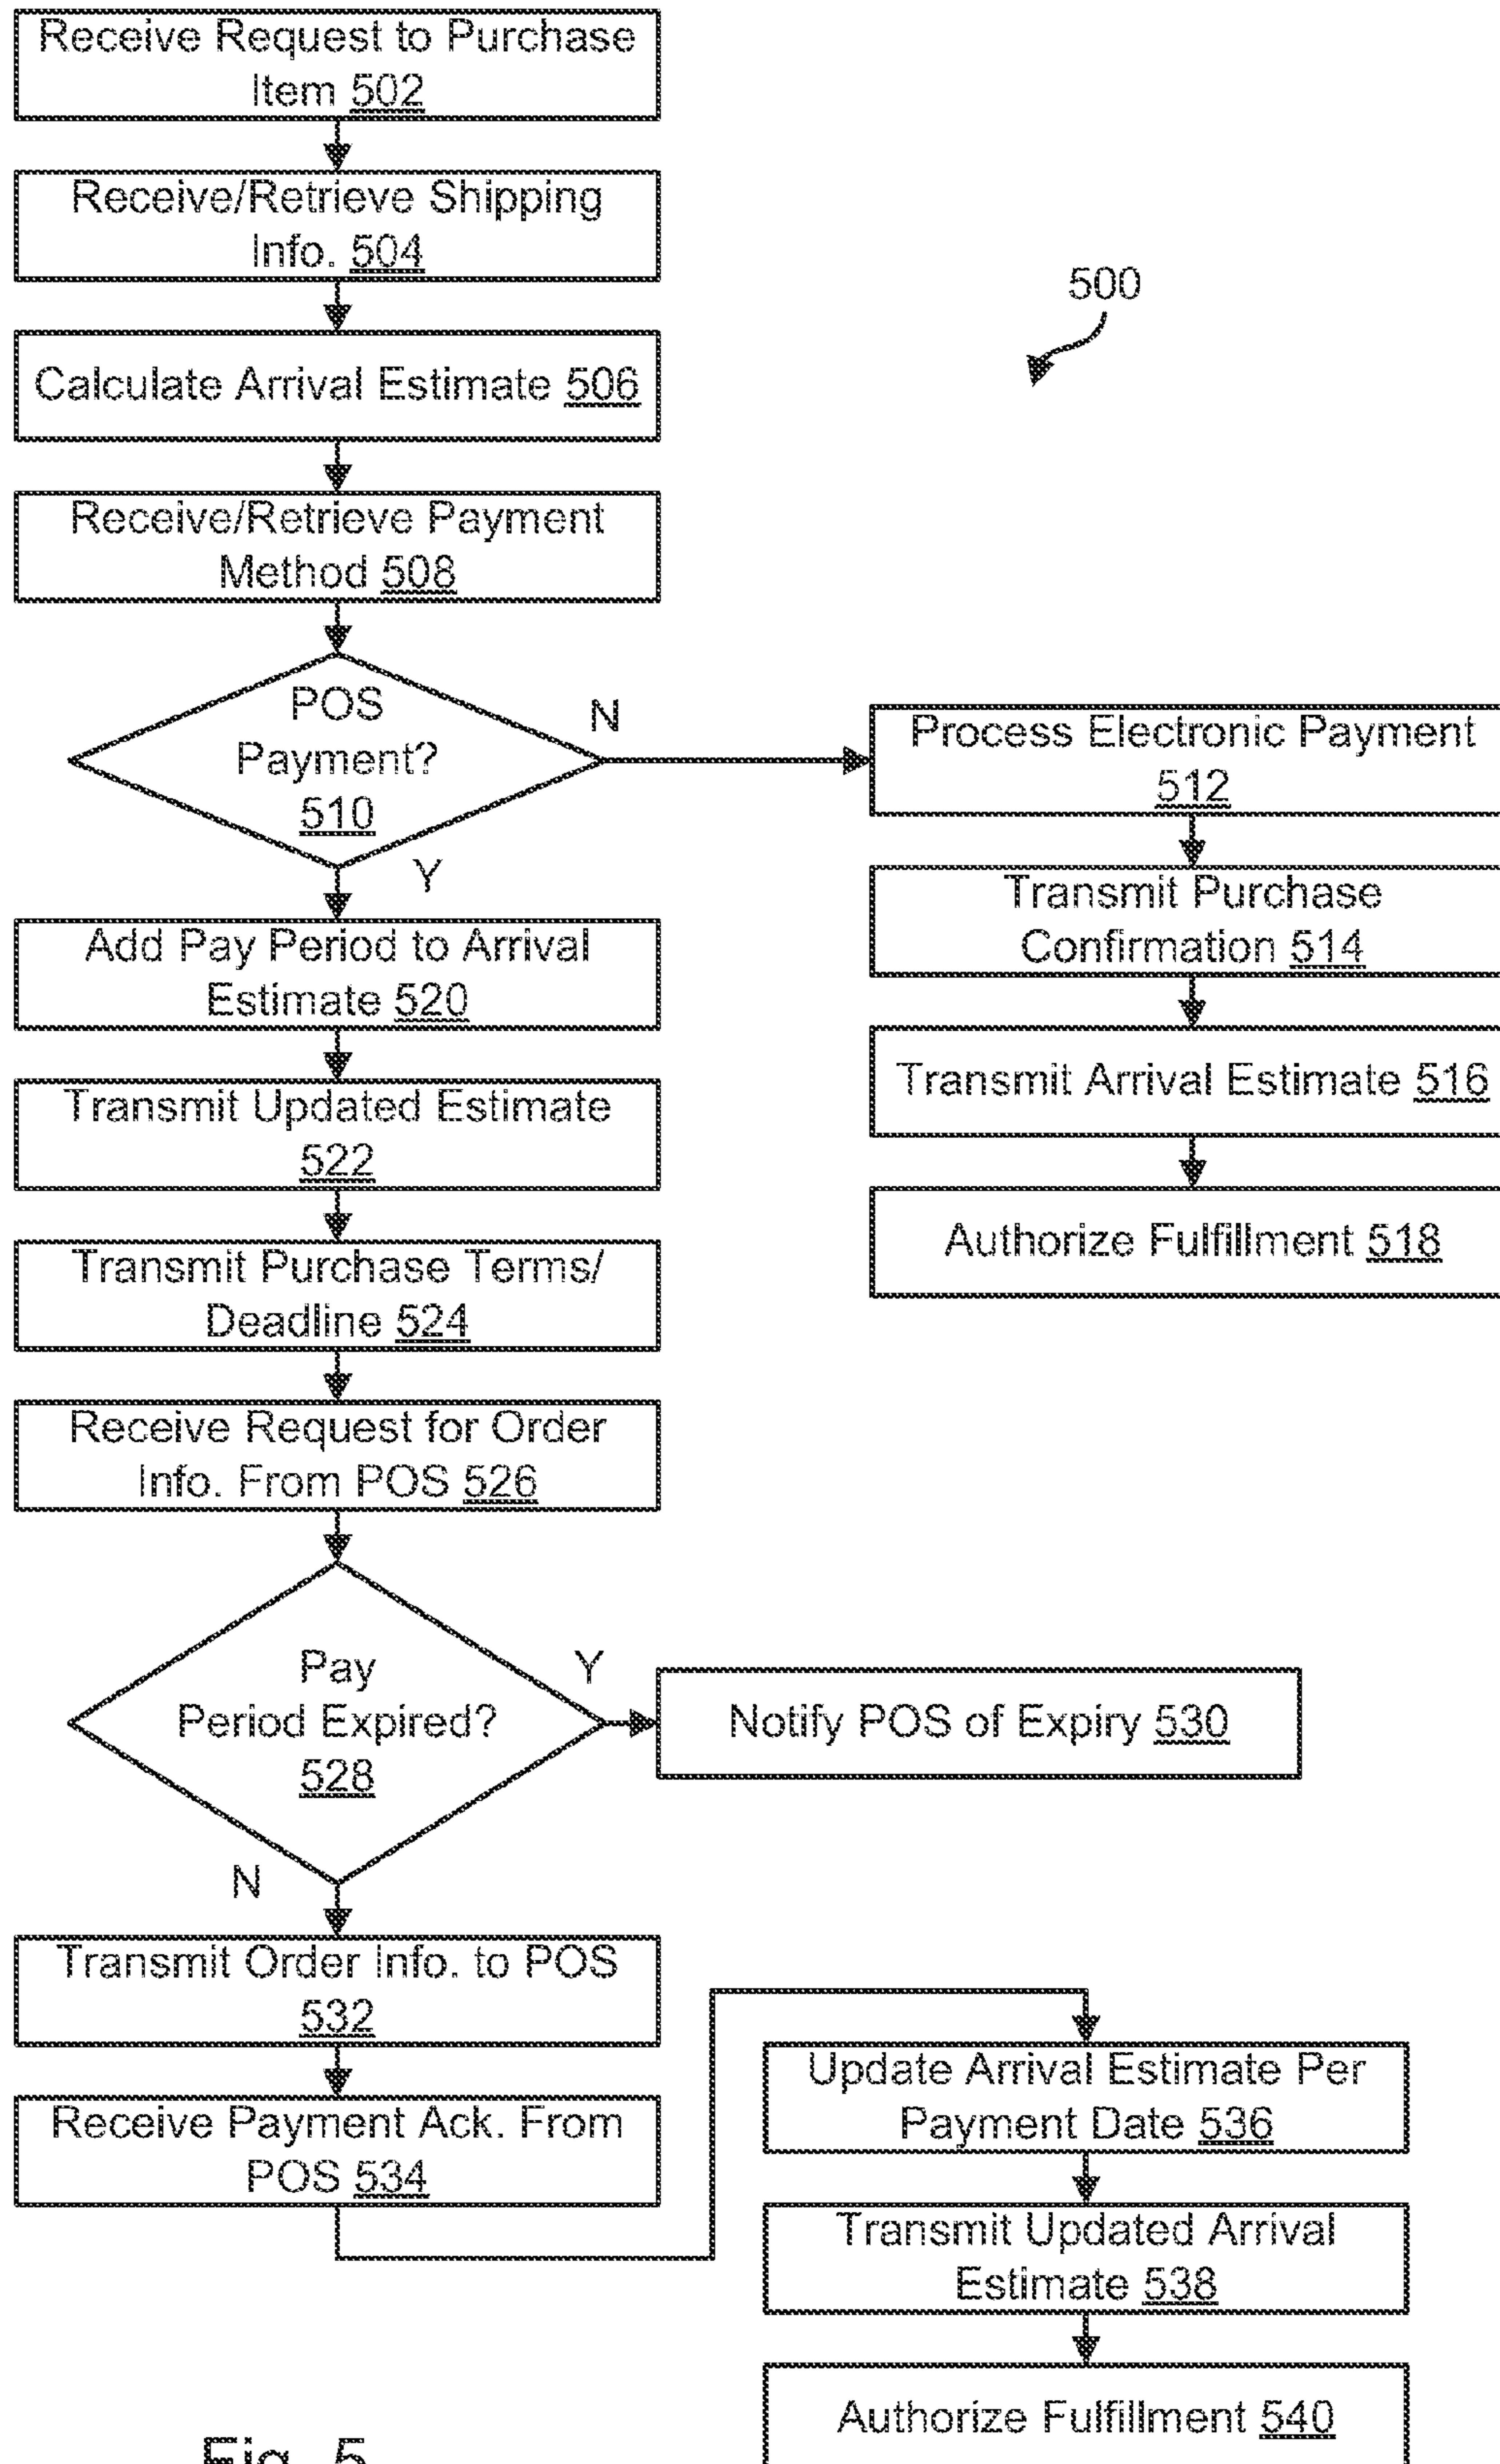 Receive Request to Purchase
Item 502
Receive/Retrieve Shipping
Info. 504
500
Calculate Arrival Estimate 506
Receive/Retrieve Payment
Method 508
POS
Payment?
510
N
Y
Process Electronic Payment
512
Transmit Purchase
Confirmation 514
Transmit Arrival Estimate 516
Authorize Fulfillment 518
Add Pay Period to Arrival
Estimate 520
Transmit Updated Estimate
522
Transmit Purchase Terms/
Deadline 524
Receive Request for Order
Info. From POS 526
Pay
Period Expired?
528
Y
N
Notify POS of Expiry 530
Transmit Order Info. to POS
532
Receive Payment Ack. From
POS 534
Update Arrival Estimate Per
Payment Date 536
Transmit Updated Arrival
Estimate 538
Authorize Fulfillment 540
Fig. 5